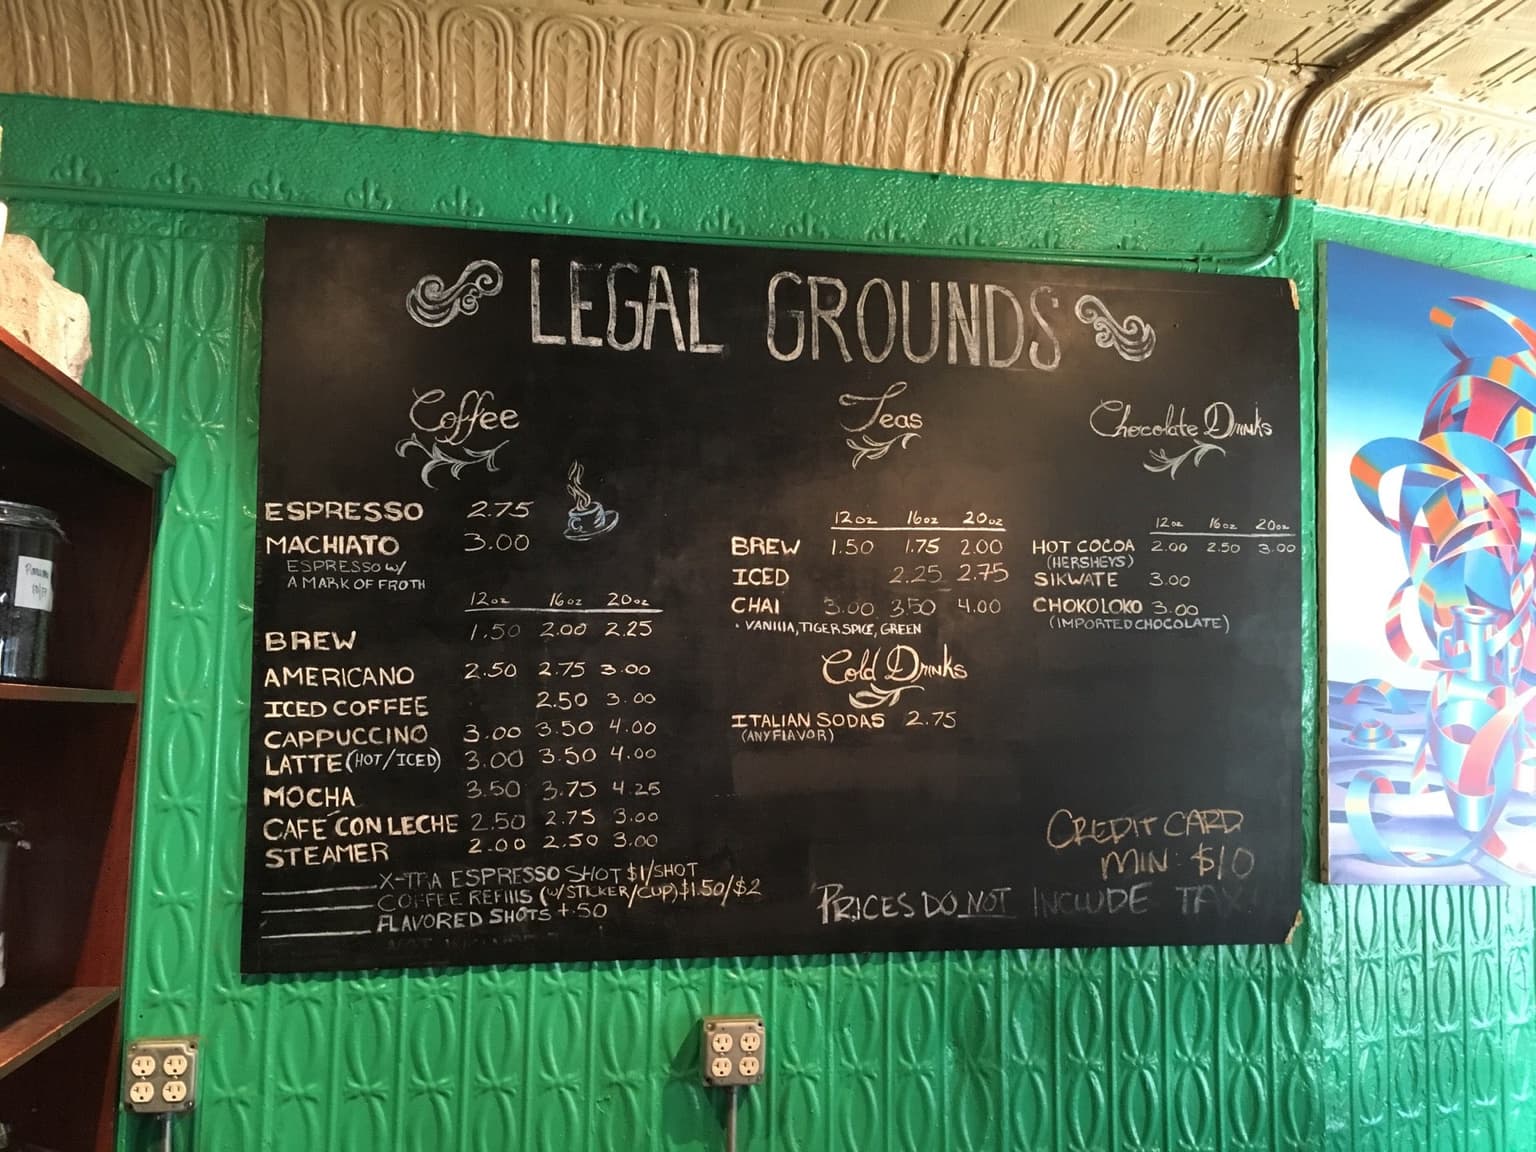 LEGAL GROUNDS
Coffee
ESPRESSO 2.75
MACHIATO 3.00
ESPRESSO W/
A MARK OF FROTH
12oz 16oz 20oz
BREW 1.50 2.00 2.25
AMERICANO 2.50 2.75 3.00
ICED COFFEE 2.50 3.00
CAPPUCCINO 3.00 3.50 4.00
LATTE (HOT/ICED) 3.00 3.50 4.00
MOCHA 3.50 3.75 4.25
CAFÉ CON LECHE 2.50 2.75 3.00
STEAMER 2.00 2.50 3.00
X-TRA ESPRESSO SHOT $1/SHOT
COFFEE REFILLS (W/STICKER/CUP) $1.50/$2
FLAVORED SHOTS +.50
Teas
12oz 16oz 20oz
BREW 1.50 1.75 2.00
ICED 2.25 2.75
CHAI 3.00 3.50 4.00
• VANILLA, TIGER SPICE, GREEN
Cold Drinks
ITALIAN SODAS 2.75
(ANY FLAVOR)
Chocolate Drinks
12oz 16oz 20oz
HOT COCOA 2.00 2.50 3.00
(HERSHEYS)
SIKWATE 3.00
CHOKOLOKO 3.00
(IMPORTED CHOCOLATE)
CREDIT CARD
MIN: $10
PRICES DO NOT INCLUDE TAX